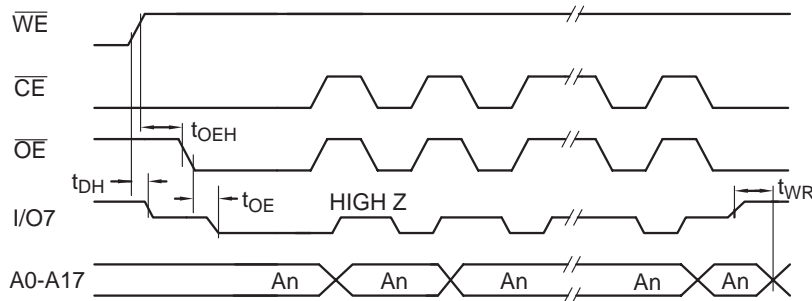 WE
CE
tOEH
OE
tDH
tOE
HIGH Z
tWR
I/O7
A0-A17 An An An An An